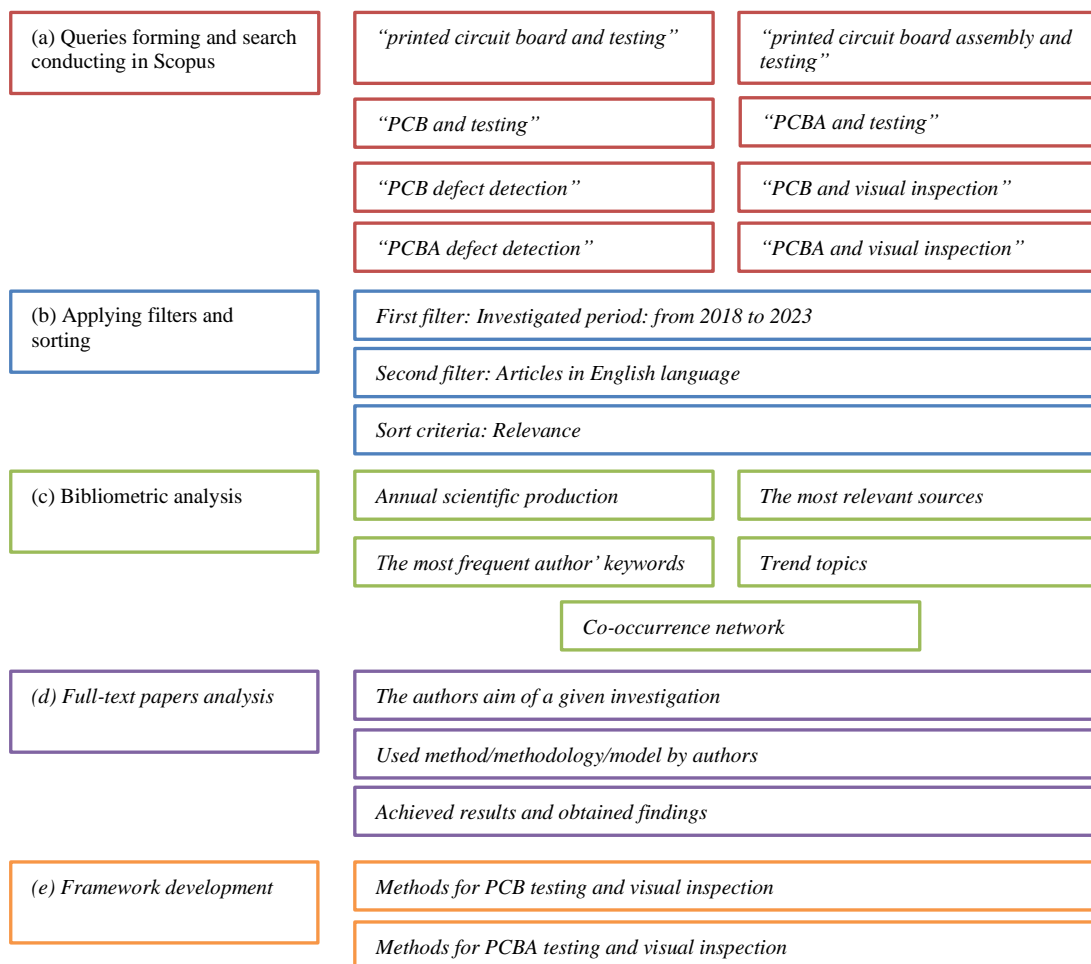 (a) Queries forming and search
conducting in Scopus
“printed circuit board and testing”
“printed circuit board assembly and
testing”
“PCB and testing”
“PCBA and testing”
“PCB defect detection”
“PCB and visual inspection”
“PCBA defect detection”
“PCBA and visual inspection”
(b) Applying filters and
sorting
First filter: Investigated period: from 2018 to 2023
Second filter: Articles in English language
Sort criteria: Relevance
(c) Bibliometric analysis
Annual scientific production
The most relevant sources
The most frequent author’ keywords
Trend topics
Co-occurrence network
(d) Full-text papers analysis
The authors aim of a given investigation
Used method/methodology/model by authors
Achieved results and obtained findings
(e) Framework development
Methods for PCB testing and visual inspection
Methods for PCBA testing and visual inspection